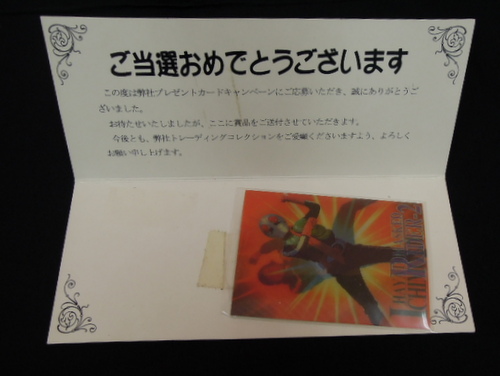 ご当選おめでとうございます
この度は弊社プレゼントカードキャンペーンにご応募いただき、誠にありがとうご
ざいました。
お待たせいたしましたが、ここに賞品をご送付させていただきます。
今後とも、弊社トレーディングコレクションをご愛顧くださいますよう、よろしく
お願い申し上げます。